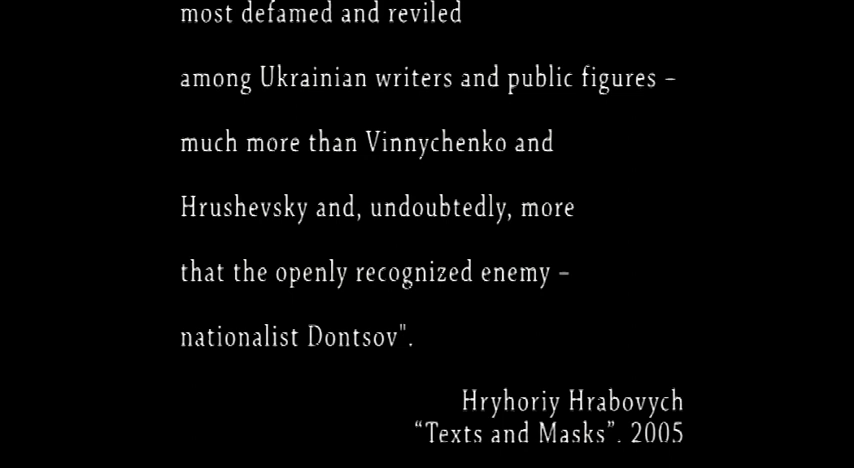 most defamed and reviled
among Ukrainian writers and public figures –
much more than Vinnychenko and
Hrushevsky and, undoubtedly, more
that the openly recognized enemy –
nationalist Dontsov".
Hryhoriy Hrabovych
“Texts and Masks”. 2005